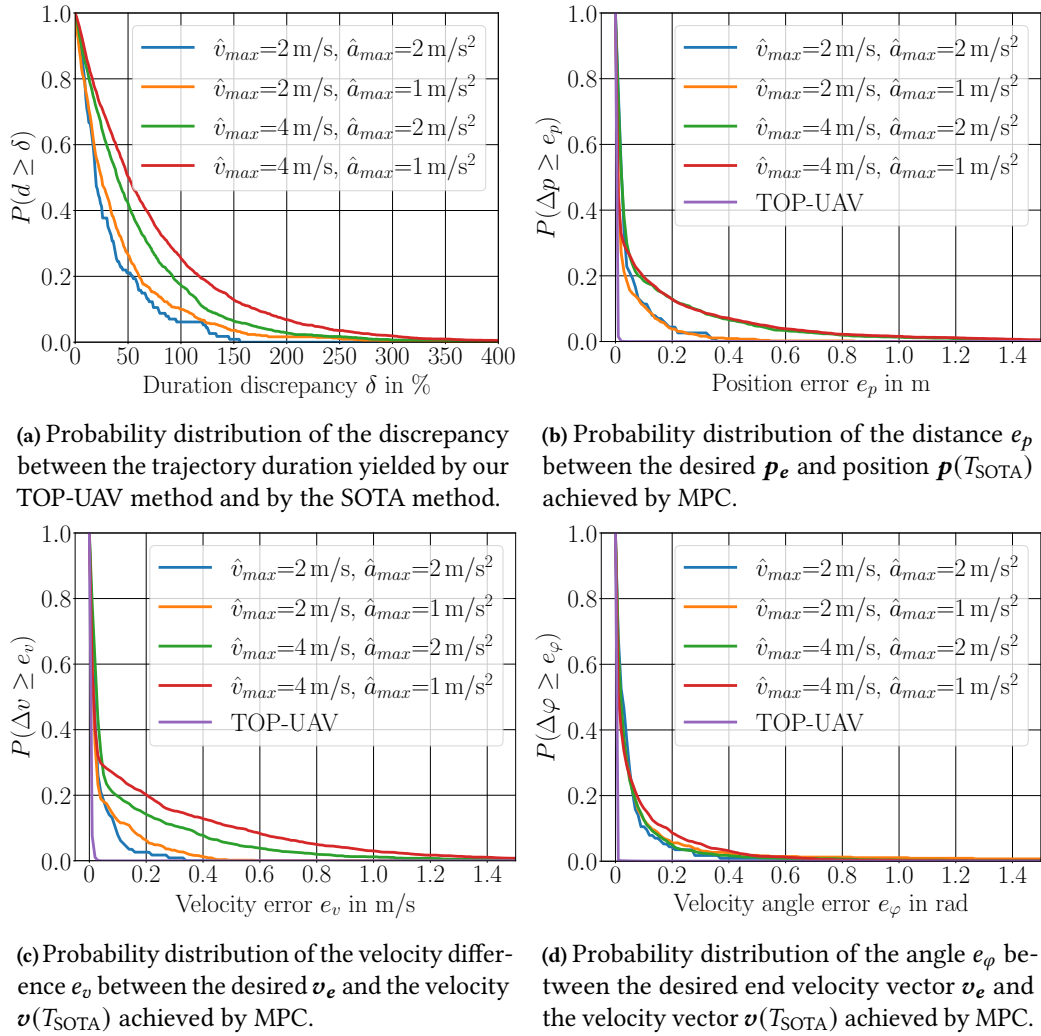 1.0
0.8
0.6
0.4
0.2
0.0
P(d ≥ δ)
v̂max=2 m/s, âmax=2 m/s²
v̂max=2 m/s, âmax=1 m/s²
v̂max=4 m/s, âmax=2 m/s²
v̂max=4 m/s, âmax=1 m/s²
0 50 100 150 200 250 300 350 400
Duration discrepancy δ in %
(a) Probability distribution of the discrepancy
between the trajectory duration yielded by our
TOP-UAV method and by the SOTA method.
1.0
0.8
0.6
0.4
0.2
0.0
P(Δp ≥ eₚ)
v̂max=2 m/s, âmax=2 m/s²
v̂max=2 m/s, âmax=1 m/s²
v̂max=4 m/s, âmax=2 m/s²
v̂max=4 m/s, âmax=1 m/s²
TOP-UAV
0 0.2 0.4 0.6 0.8 1.0 1.2 1.4
Position error eₚ in m
(b) Probability distribution of the distance eₚ
between the desired pₑ and position p(T_SOTA)
achieved by MPC.
1.0
0.8
0.6
0.4
0.2
0.0
P(Δv ≥ eᵥ)
v̂max=2 m/s, âmax=2 m/s²
v̂max=2 m/s, âmax=1 m/s²
v̂max=4 m/s, âmax=2 m/s²
v̂max=4 m/s, âmax=1 m/s²
TOP-UAV
0 0.2 0.4 0.6 0.8 1.0 1.2 1.4
Velocity error eᵥ in m/s
(c) Probability distribution of the velocity differ-
ence eᵥ between the desired vₑ and the velocity
v(T_SOTA) achieved by MPC.
1.0
0.8
0.6
0.4
0.2
0.0
P(Δφ ≥ eᵩ)
v̂max=2 m/s, âmax=2 m/s²
v̂max=2 m/s, âmax=1 m/s²
v̂max=4 m/s, âmax=2 m/s²
v̂max=4 m/s, âmax=1 m/s²
TOP-UAV
0 0.2 0.4 0.6 0.8 1.0 1.2 1.4
Velocity angle error eᵩ in rad
(d) Probability distribution of the angle eᵩ be-
tween the desired end velocity vector vₑ and
the velocity vector v(T_SOTA) achieved by MPC.